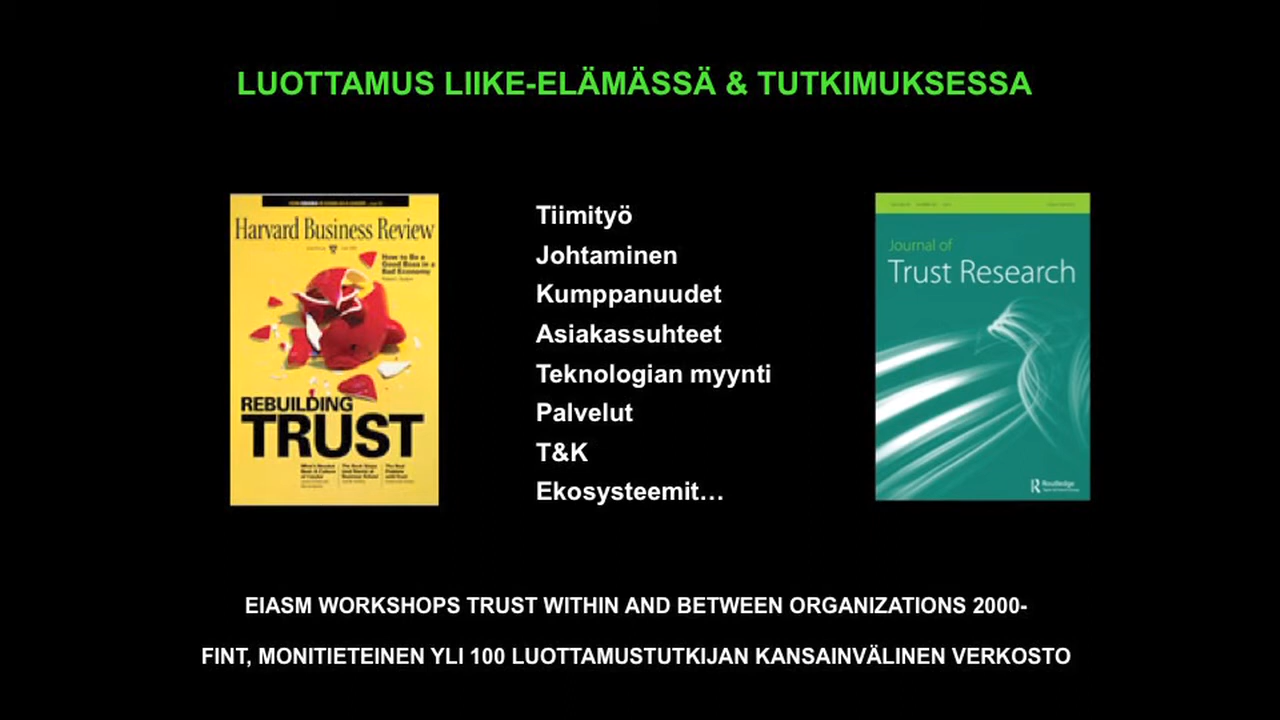 LUOTTAMUS LIIKE-ELÄMÄSSÄ & TUTKIMUKSESSA
Harvard Business Review
How to Be a
Good Boss in a
Bad Economy
REBUILDING
TRUST
Tiimityö
Johtaminen
Kumppanuudet
Asiakassuhteet
Teknologian myynti
Palvelut
T&K
Ekosysteemit…
Journal of
Trust Research
Routledge
EIASM WORKSHOPS TRUST WITHIN AND BETWEEN ORGANIZATIONS 2000-
FINT, MONITIETEINEN YLI 100 LUOTTAMUSTUTKIJAN KANSAINVÄLINEN VERKOSTO